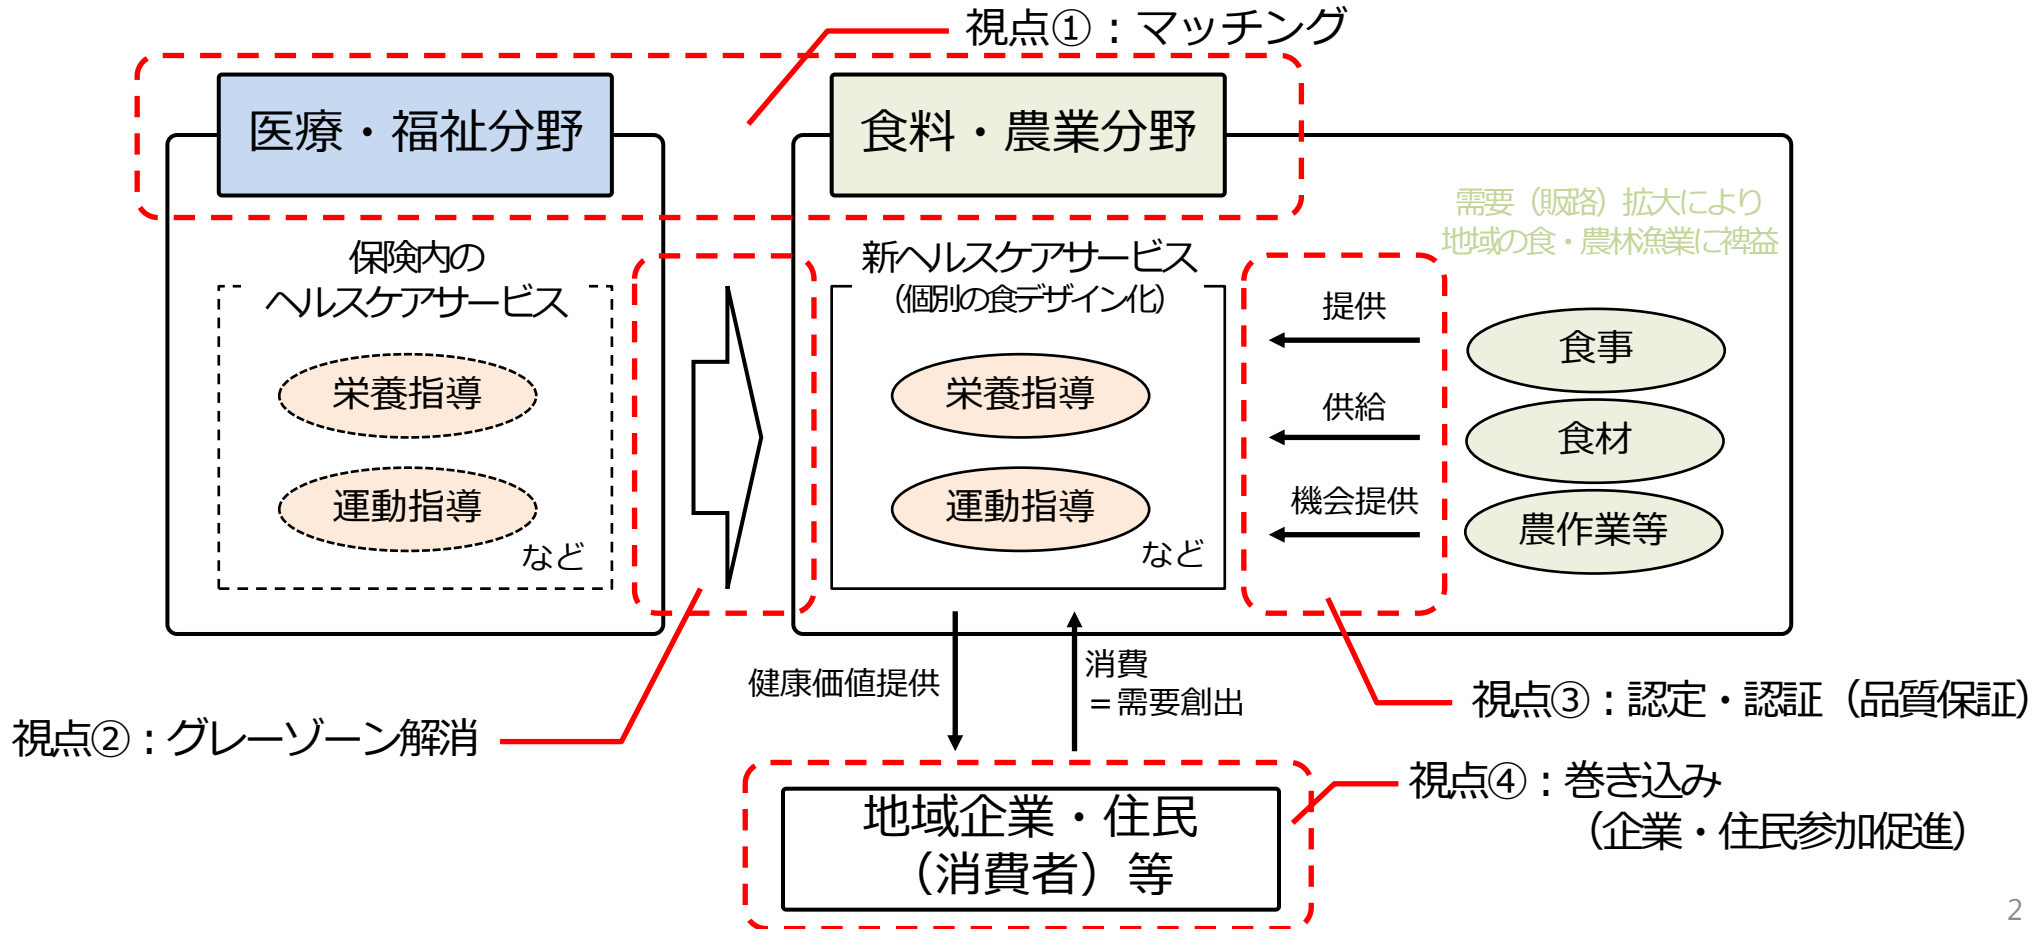 視点①：マッチング
医療・福祉分野
食料・農業分野
需要（販路）拡大により
地域の食・農林漁業に裨益
保険内の
ヘルスケアサービス
栄養指導
運動指導
など
新ヘルスケアサービス
（個別の食デザイン化）
栄養指導
運動指導
など
提供
供給
機会提供
食事
食材
農作業等
健康価値提供
消費
＝需要創出
視点②：グレーゾーン解消
視点③：認定・認証（品質保証）
視点④：巻き込み
（企業・住民参加促進）
地域企業・住民
（消費者）等
2